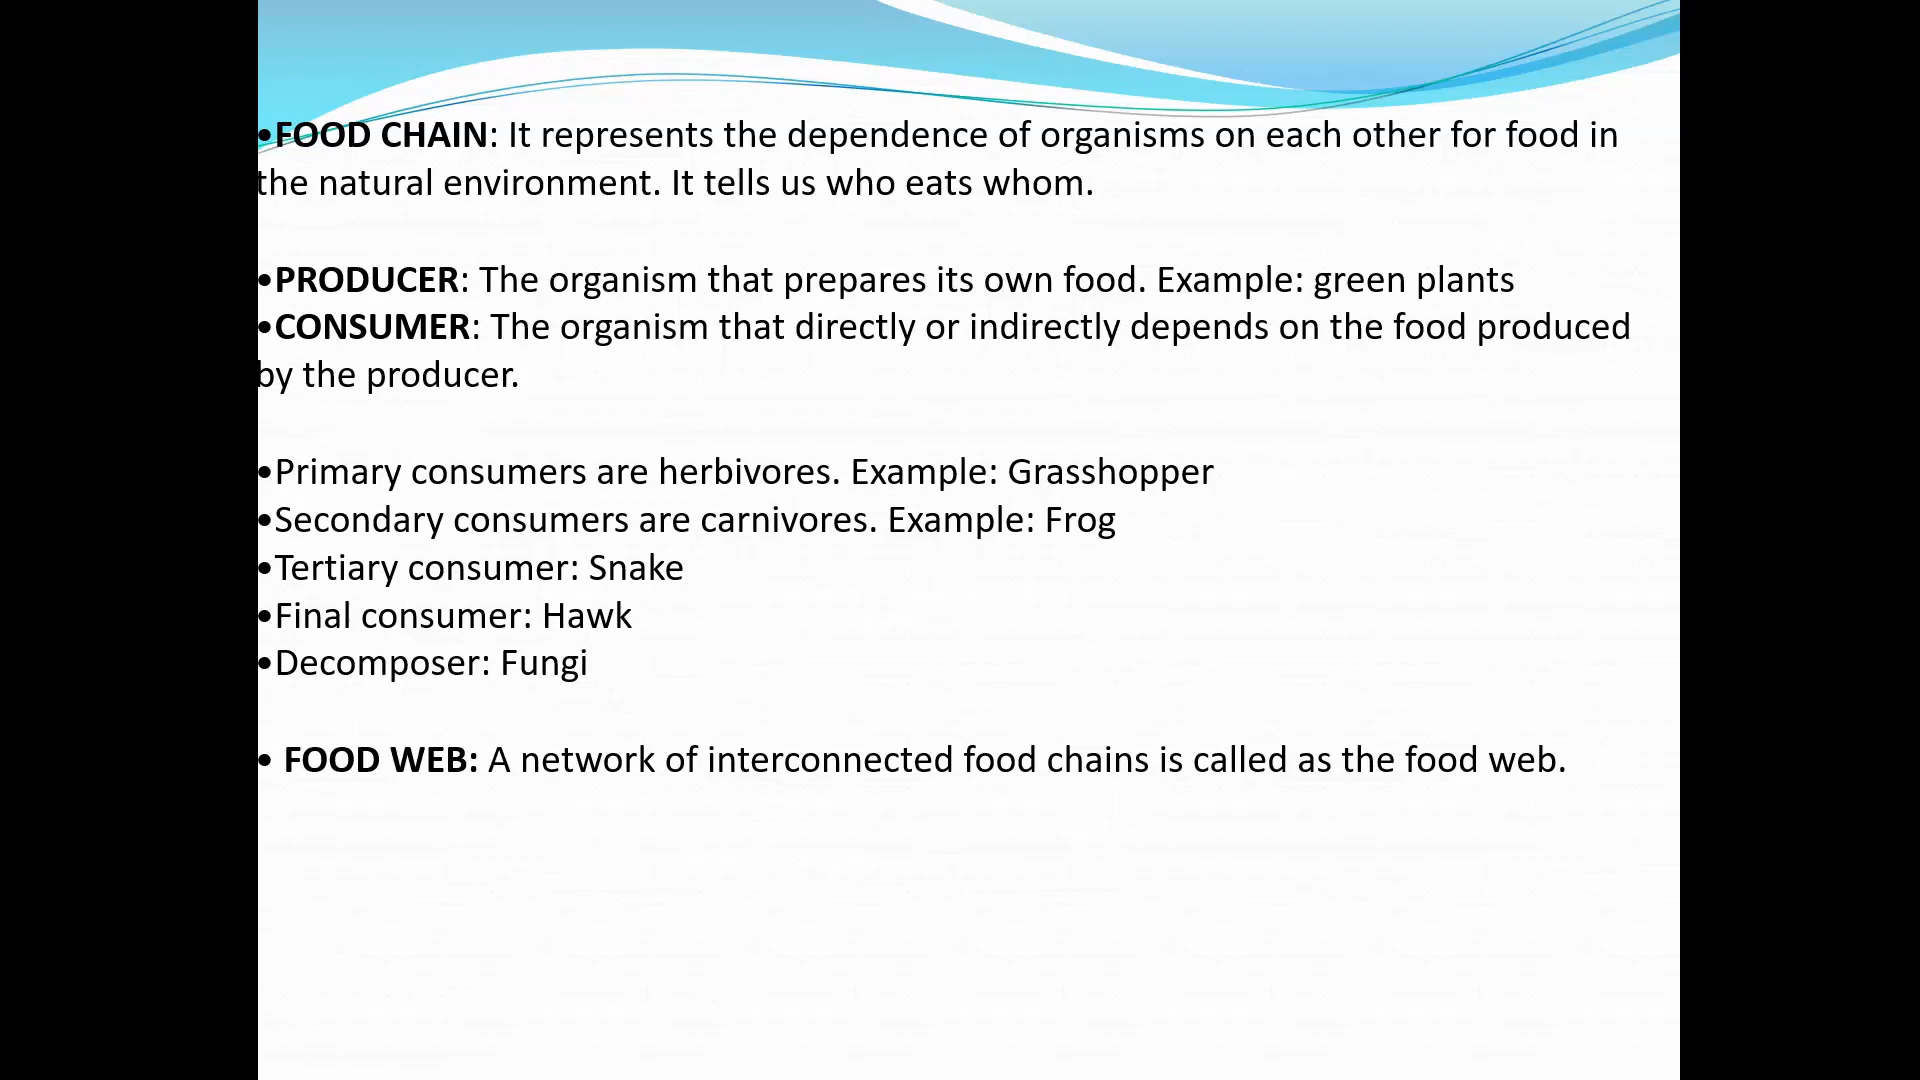 •FOOD CHAIN: It represents the dependence of organisms on each other for food in
the natural environment. It tells us who eats whom.
•PRODUCER: The organism that prepares its own food. Example: green plants
•CONSUMER: The organism that directly or indirectly depends on the food produced
by the producer.
•Primary consumers are herbivores. Example: Grasshopper
•Secondary consumers are carnivores. Example: Frog
•Tertiary consumer: Snake
•Final consumer: Hawk
•Decomposer: Fungi
• FOOD WEB: A network of interconnected food chains is called as the food web.